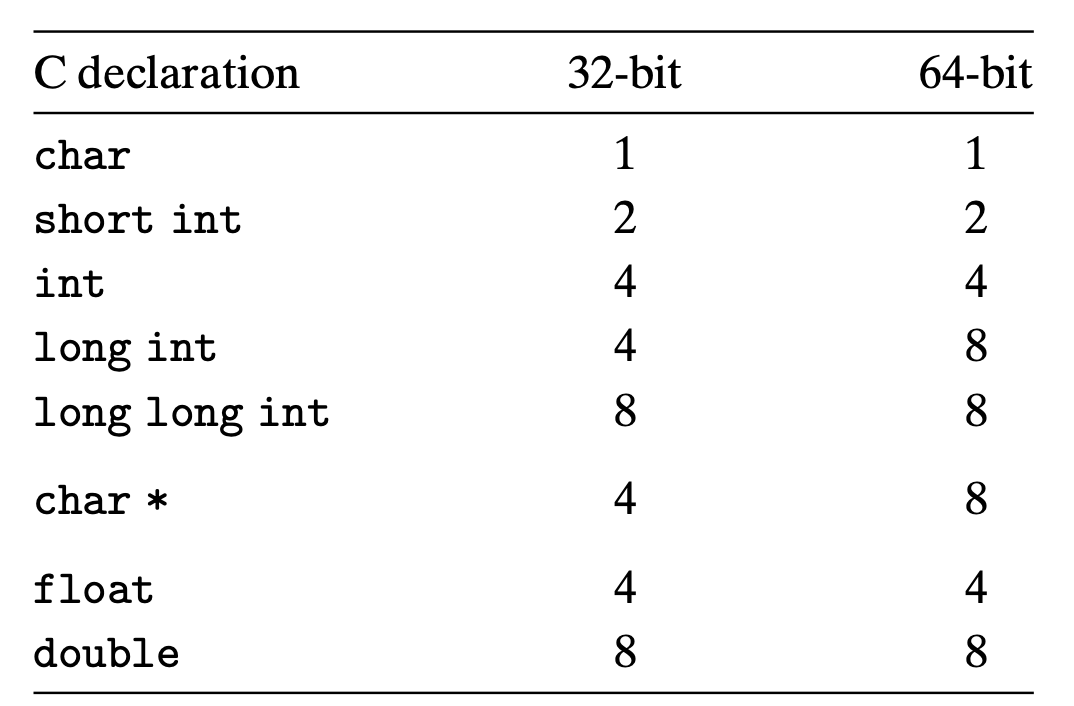 C declaration 32-bit 64-bit
char 1 1
short int 2 2
int 4 4
long int 4 8
long long int 8 8
char * 4 8
float 4 4
double 8 8